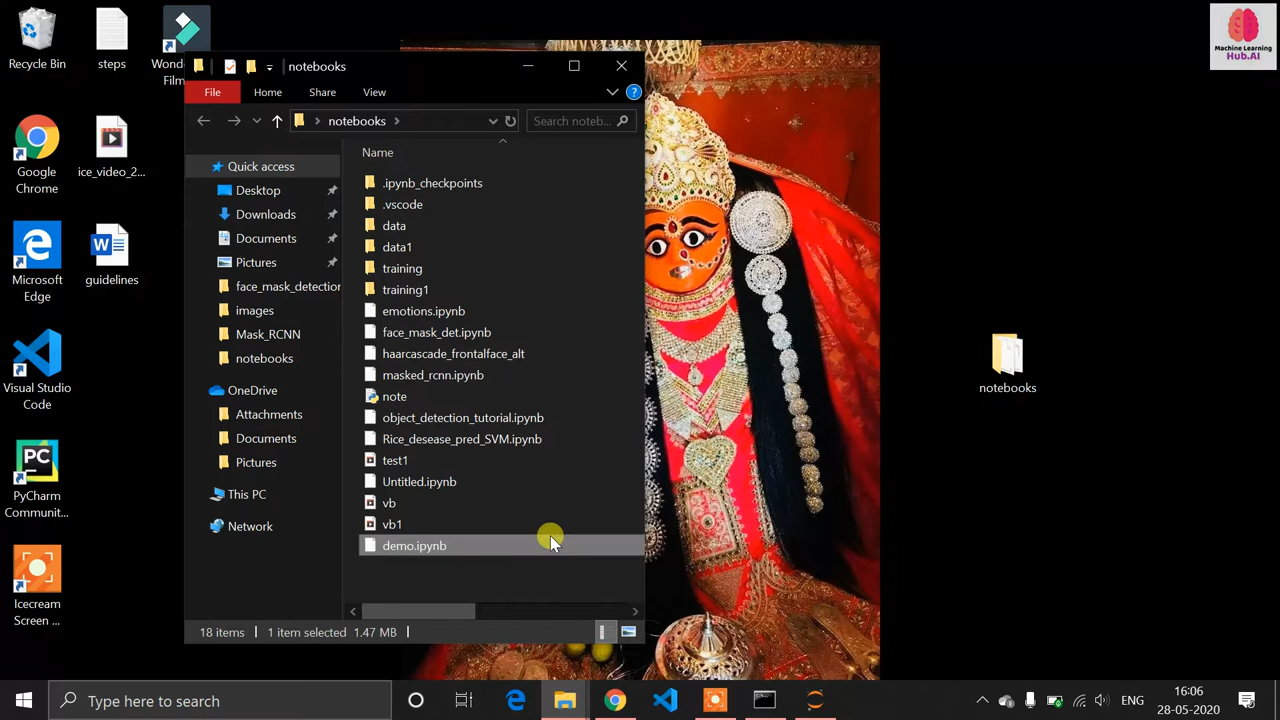 Recycle Bin
steps
Wond
Film
Machine Learning
Hub.AI
notebooks
File
Home
Share
View
notebooks
Search noteb...
Google
Chrome
ice_video_2...
Quick access
Desktop
Downloads
Documents
Pictures
face_mask_detection
images
Mask_RCNN
notebooks
OneDrive
Attachments
Documents
Pictures
This PC
Network
Name
.ipynb_checkpoints
.vscode
data
data1
training
training1
emotions.ipynb
face_mask_det.ipynb
haarcascade_frontalface_alt
masked_rcnn.ipynb
note
object_detection_tutorial.ipynb
Rice_desease_pred_SVM.ipynb
test1
Untitled.ipynb
vb
vb1
demo.ipynb
Microsoft
Edge
guidelines
Visual Studio
Code
PyCharm
Communit...
Icecream
Screen ...
notebooks
18 items
1 item selected 1.47 MB
Type here to search
ENG
16:06
28-05-2020